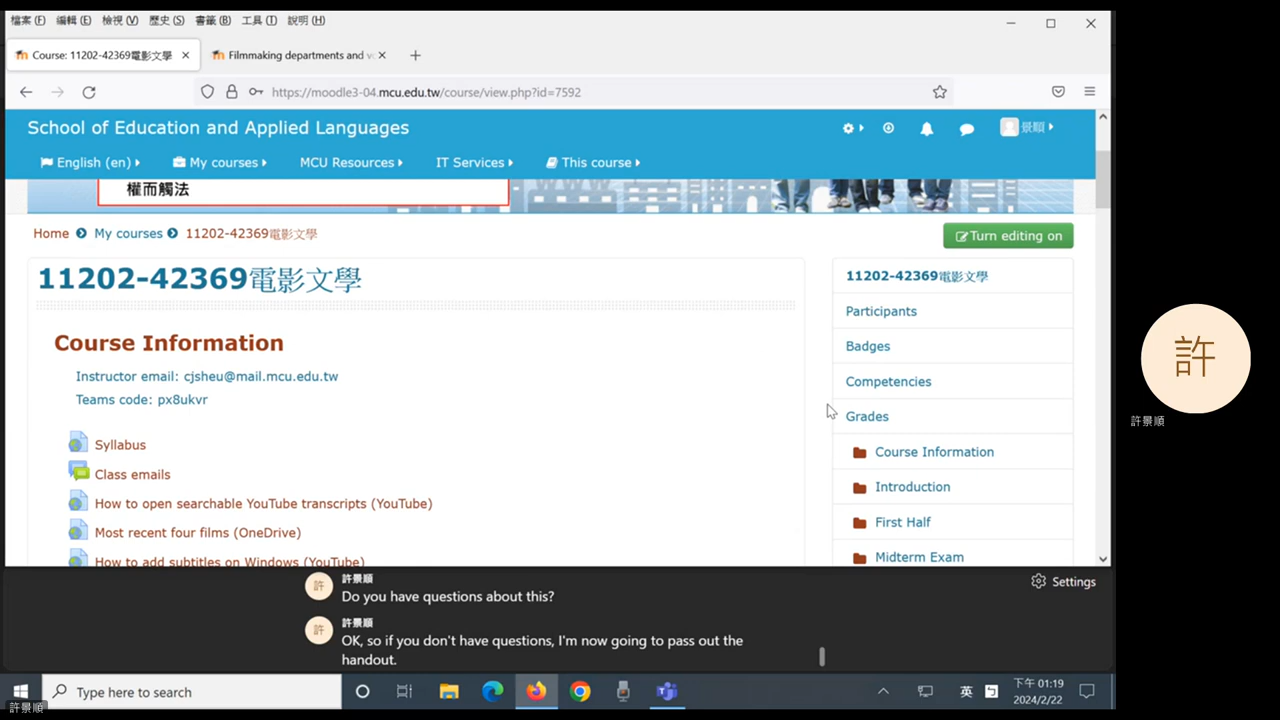 檔案(F) 編輯(E) 檢視(V) 歷史(S) 書籤(B) 工具(T) 說明(H)
Course: 11202-42369電影文學
Filmmaking departments and v
https://moodle3-04.mcu.edu.tw/course/view.php?id=7592
School of Education and Applied Languages
景順
English (en)
My courses
MCU Resources
IT Services
This course
權而觸法
Home
My courses
11202-42369電影文學
Turn editing on
11202-42369電影文學
Course Information
Instructor email: cjsheu@mail.mcu.edu.tw
Teams code: px8ukvr
Syllabus
Class emails
How to open searchable YouTube transcripts (YouTube)
Most recent four films (OneDrive)
How to add subtitles on Windows (YouTube)
11202-42369電影文學
Participants
Badges
Competencies
Grades
Course Information
Introduction
First Half
Midterm Exam
許
許景順
許
許景順
Do you have questions about this?
許
許景順
OK, so if you don't have questions, I'm now going to pass out the
handout.
Settings
Type here to search
英
ㄅ
下午 01:19
2024/2/22
許景順